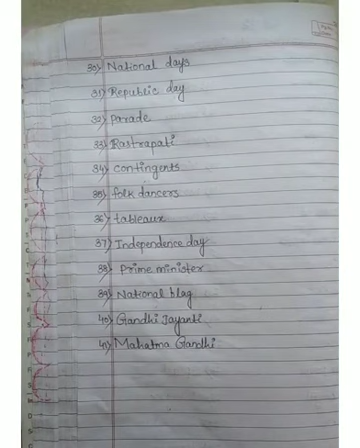 30) National days
31) Republic day
32) parade
33) Rastrapati
34) contingents
35) folk dancers
36) tableaux
37) Independence day
38) Prime minister
39) National blag
40) Gandhi Jayanti
41) Mahatma Gandhi